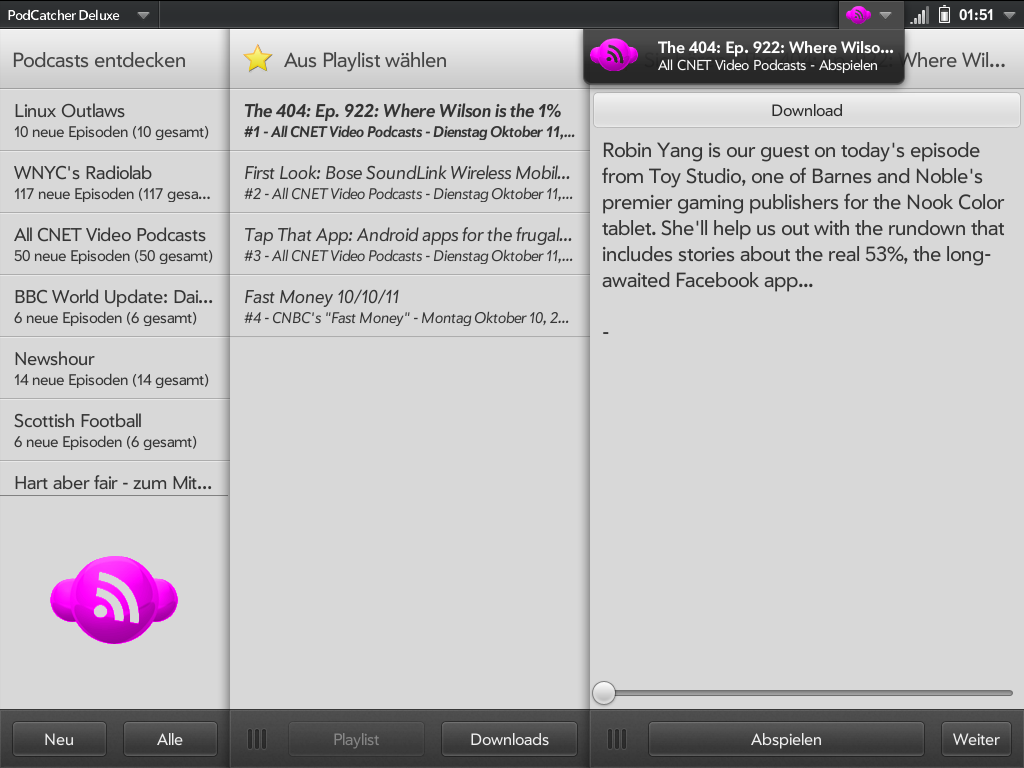 PodCatcher Deluxe
01:51
The 404: Ep. 922: Where Wilso...
All CNET Video Podcasts - Abspielen
Podcasts entdecken
Aus Playlist wählen
Where Wil...
Linux Outlaws
10 neue Episoden (10 gesamt)
WNYC's Radiolab
117 neue Episoden (117 gesa...
All CNET Video Podcasts
50 neue Episoden (50 gesamt)
BBC World Update: Dai...
6 neue Episoden (6 gesamt)
Newshour
14 neue Episoden (14 gesamt)
Scottish Football
6 neue Episoden (6 gesamt)
Hart aber fair - zum Mit...
The 404: Ep. 922: Where Wilson is the 1%
#1 - All CNET Video Podcasts - Dienstag Oktober 11,...
First Look: Bose SoundLink Wireless Mobil...
#2 - All CNET Video Podcasts - Dienstag Oktober 11,...
Tap That App: Android apps for the frugal...
#3 - All CNET Video Podcasts - Dienstag Oktober 11,...
Fast Money 10/10/11
#4 - CNBC's "Fast Money" - Montag Oktober 10, 2...
Download
Robin Yang is our guest on today's episode
from Toy Studio, one of Barnes and Noble's
premier gaming publishers for the Nook Color
tablet. She'll help us out with the rundown that
includes stories about the real 53%, the long-
awaited Facebook app...
-
Neu
Alle
Playlist
Downloads
Abspielen
Weiter